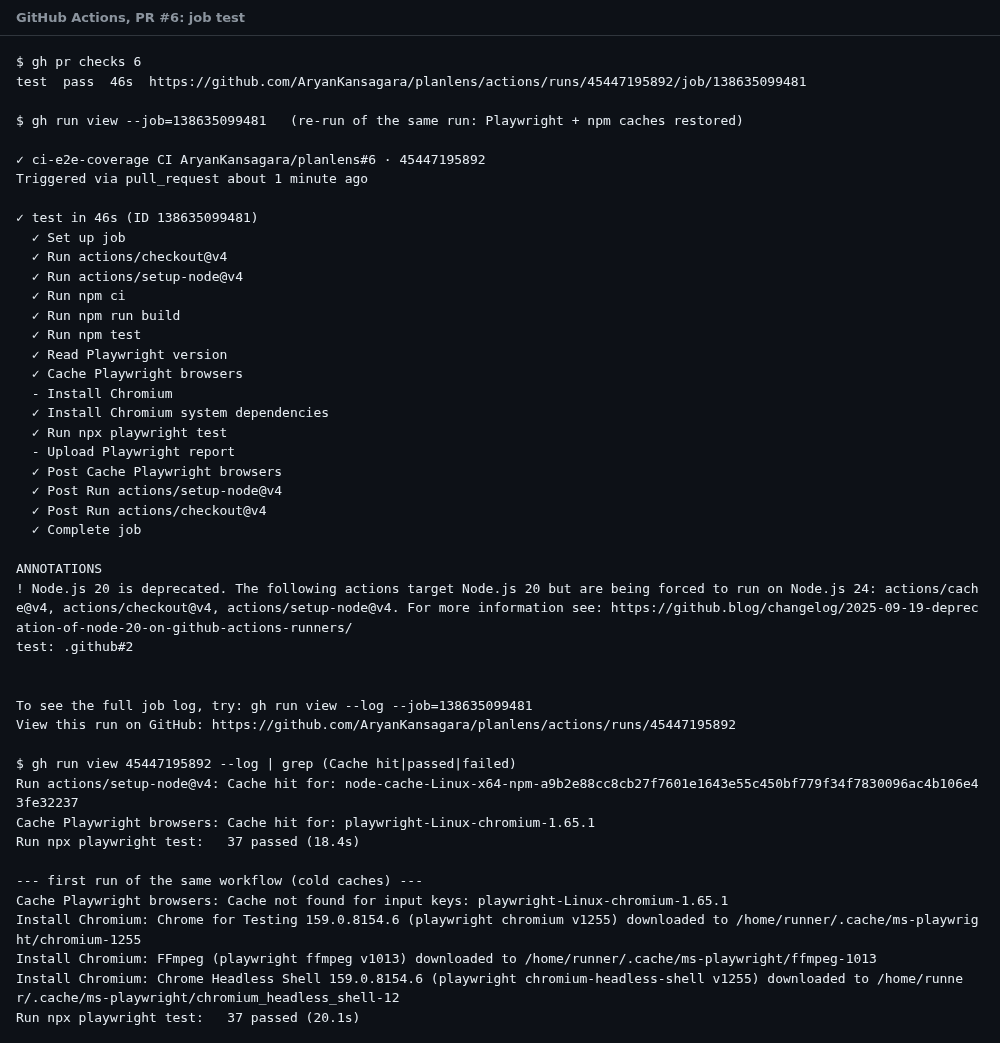 GitHub Actions, PR #6: job test
$ gh pr checks 6
test  pass  46s  https://github.com/AryanKansagara/planlens/actions/runs/45447195892/job/138635099481
$ gh run view --job=138635099481   (re-run of the same run: Playwright + npm caches restored)
✓ ci-e2e-coverage CI AryanKansagara/planlens#6 · 45447195892
Triggered via pull_request about 1 minute ago
✓ test in 46s (ID 138635099481)
  ✓ Set up job
  ✓ Run actions/checkout@v4
  ✓ Run actions/setup-node@v4
  ✓ Run npm ci
  ✓ Run npm run build
  ✓ Run npm test
  ✓ Read Playwright version
  ✓ Cache Playwright browsers
  - Install Chromium
  ✓ Install Chromium system dependencies
  ✓ Run npx playwright test
  - Upload Playwright report
  ✓ Post Cache Playwright browsers
  ✓ Post Run actions/setup-node@v4
  ✓ Post Run actions/checkout@v4
  ✓ Complete job
ANNOTATIONS
! Node.js 20 is deprecated. The following actions target Node.js 20 but are being forced to run on Node.js 24: actions/cach
e@v4, actions/checkout@v4, actions/setup-node@v4. For more information see: https://github.blog/changelog/2025-09-19-deprec
ation-of-node-20-on-github-actions-runners/
test: .github#2
To see the full job log, try: gh run view --log --job=138635099481
View this run on GitHub: https://github.com/AryanKansagara/planlens/actions/runs/45447195892
$ gh run view 45447195892 --log | grep (Cache hit|passed|failed)
Run actions/setup-node@v4: Cache hit for: node-cache-Linux-x64-npm-a9b2e88cc8cb27f7601e1643e55c450bf779f34f7830096ac4b106e4
3fe32237
Cache Playwright browsers: Cache hit for: playwright-Linux-chromium-1.65.1
Run npx playwright test:   37 passed (18.4s)
--- first run of the same workflow (cold caches) ---
Cache Playwright browsers: Cache not found for input keys: playwright-Linux-chromium-1.65.1
Install Chromium: Chrome for Testing 159.0.8154.6 (playwright chromium v1255) downloaded to /home/runner/.cache/ms-playwrig
ht/chromium-1255
Install Chromium: FFmpeg (playwright ffmpeg v1013) downloaded to /home/runner/.cache/ms-playwright/ffmpeg-1013
Install Chromium: Chrome Headless Shell 159.0.8154.6 (playwright chromium-headless-shell v1255) downloaded to /home/runne
r/.cache/ms-playwright/chromium_headless_shell-12
Run npx playwright test:   37 passed (20.1s)